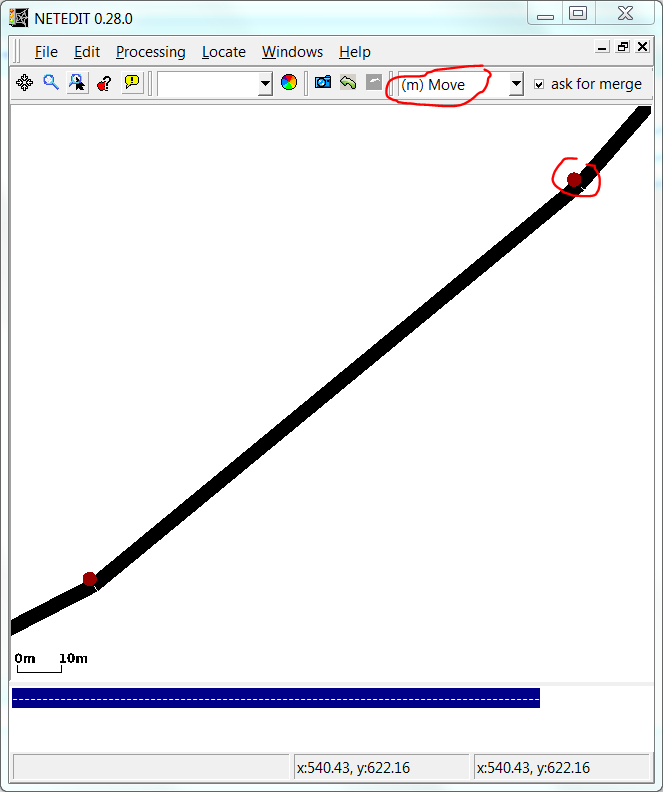 NETEDIT 0.28.0
File Edit Processing Locate Windows Help
(m) Move ask for merge
0m 10m
x:540.43, y:622.16 x:540.43, y:622.16